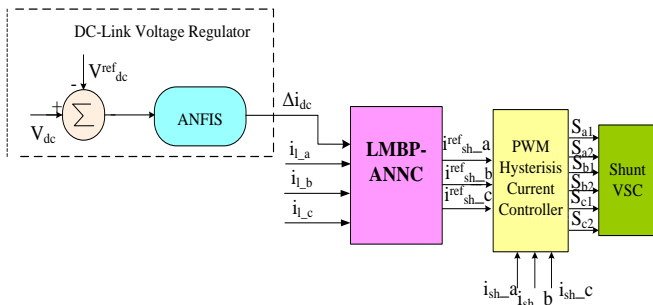 DC-Link Voltage Regulator
- V^ref_dc
+
Σ
V_dc
ANFIS
Δi_dc
i_l_a
i_l_b
i_l_c
LMBP-
ANNC
i^ref_sh_a
i^ref_sh_b
i^ref_sh_c
PWM
Hysterisis
Current
Controller
S_a1
S_a2
S_b1
S_b2
S_c1
S_c2
Shunt
VSC
i_sh_a
i_sh_b
i_sh_c